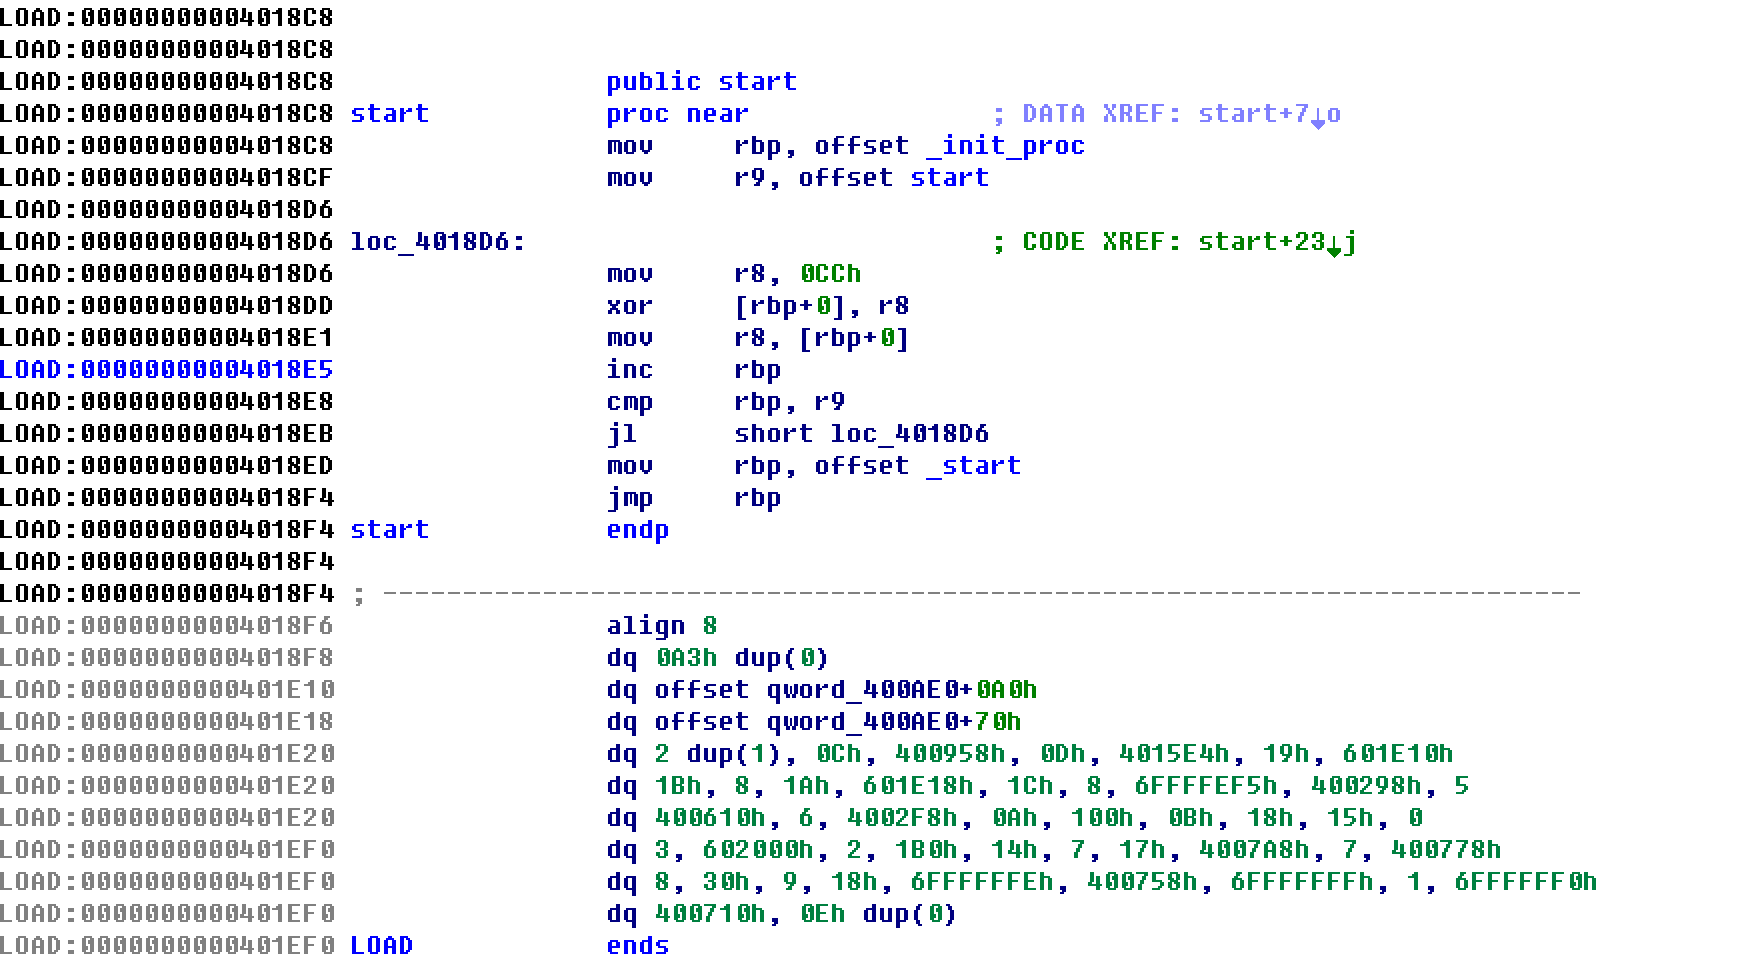 LOAD:00000000004018C8
LOAD:00000000004018C8
LOAD:00000000004018C8 public start
LOAD:00000000004018C8 start proc near ; DATA XREF: start+7↓o
LOAD:00000000004018C8 mov rbp, offset _init_proc
LOAD:00000000004018CF mov r9, offset start
LOAD:00000000004018D6
LOAD:00000000004018D6 loc_4018D6: ; CODE XREF: start+23↓j
LOAD:00000000004018D6 mov r8, 0CCh
LOAD:00000000004018DD xor [rbp+0], r8
LOAD:00000000004018E1 mov r8, [rbp+0]
LOAD:00000000004018E5 inc rbp
LOAD:00000000004018E8 cmp rbp, r9
LOAD:00000000004018EB jl short loc_4018D6
LOAD:00000000004018ED mov rbp, offset _start
LOAD:00000000004018F4 jmp rbp
LOAD:00000000004018F4 start endp
LOAD:00000000004018F4
LOAD:00000000004018F4 ; ---------------------------------------------------------------------------
LOAD:00000000004018F6 align 8
LOAD:00000000004018F8 dq 0A3h dup(0)
LOAD:0000000000401E10 dq offset qword_400AE0+0A0h
LOAD:0000000000401E18 dq offset qword_400AE0+70h
LOAD:0000000000401E20 dq 2 dup(1), 0Ch, 400958h, 0Dh, 4015E4h, 19h, 601E10h
LOAD:0000000000401E20 dq 1Bh, 8, 1Ah, 601E18h, 1Ch, 8, 6FFFFEF5h, 400298h, 5
LOAD:0000000000401E20 dq 400610h, 6, 4002F8h, 0Ah, 100h, 0Bh, 18h, 15h, 0
LOAD:0000000000401EF0 dq 3, 602000h, 2, 1B0h, 14h, 7, 17h, 4007A8h, 7, 400778h
LOAD:0000000000401EF0 dq 8, 30h, 9, 18h, 6FFFFFFEh, 400758h, 6FFFFFFFh, 1, 6FFFFFF0h
LOAD:0000000000401EF0 dq 400710h, 0Eh dup(0)
LOAD:0000000000401EF0 LOAD ends